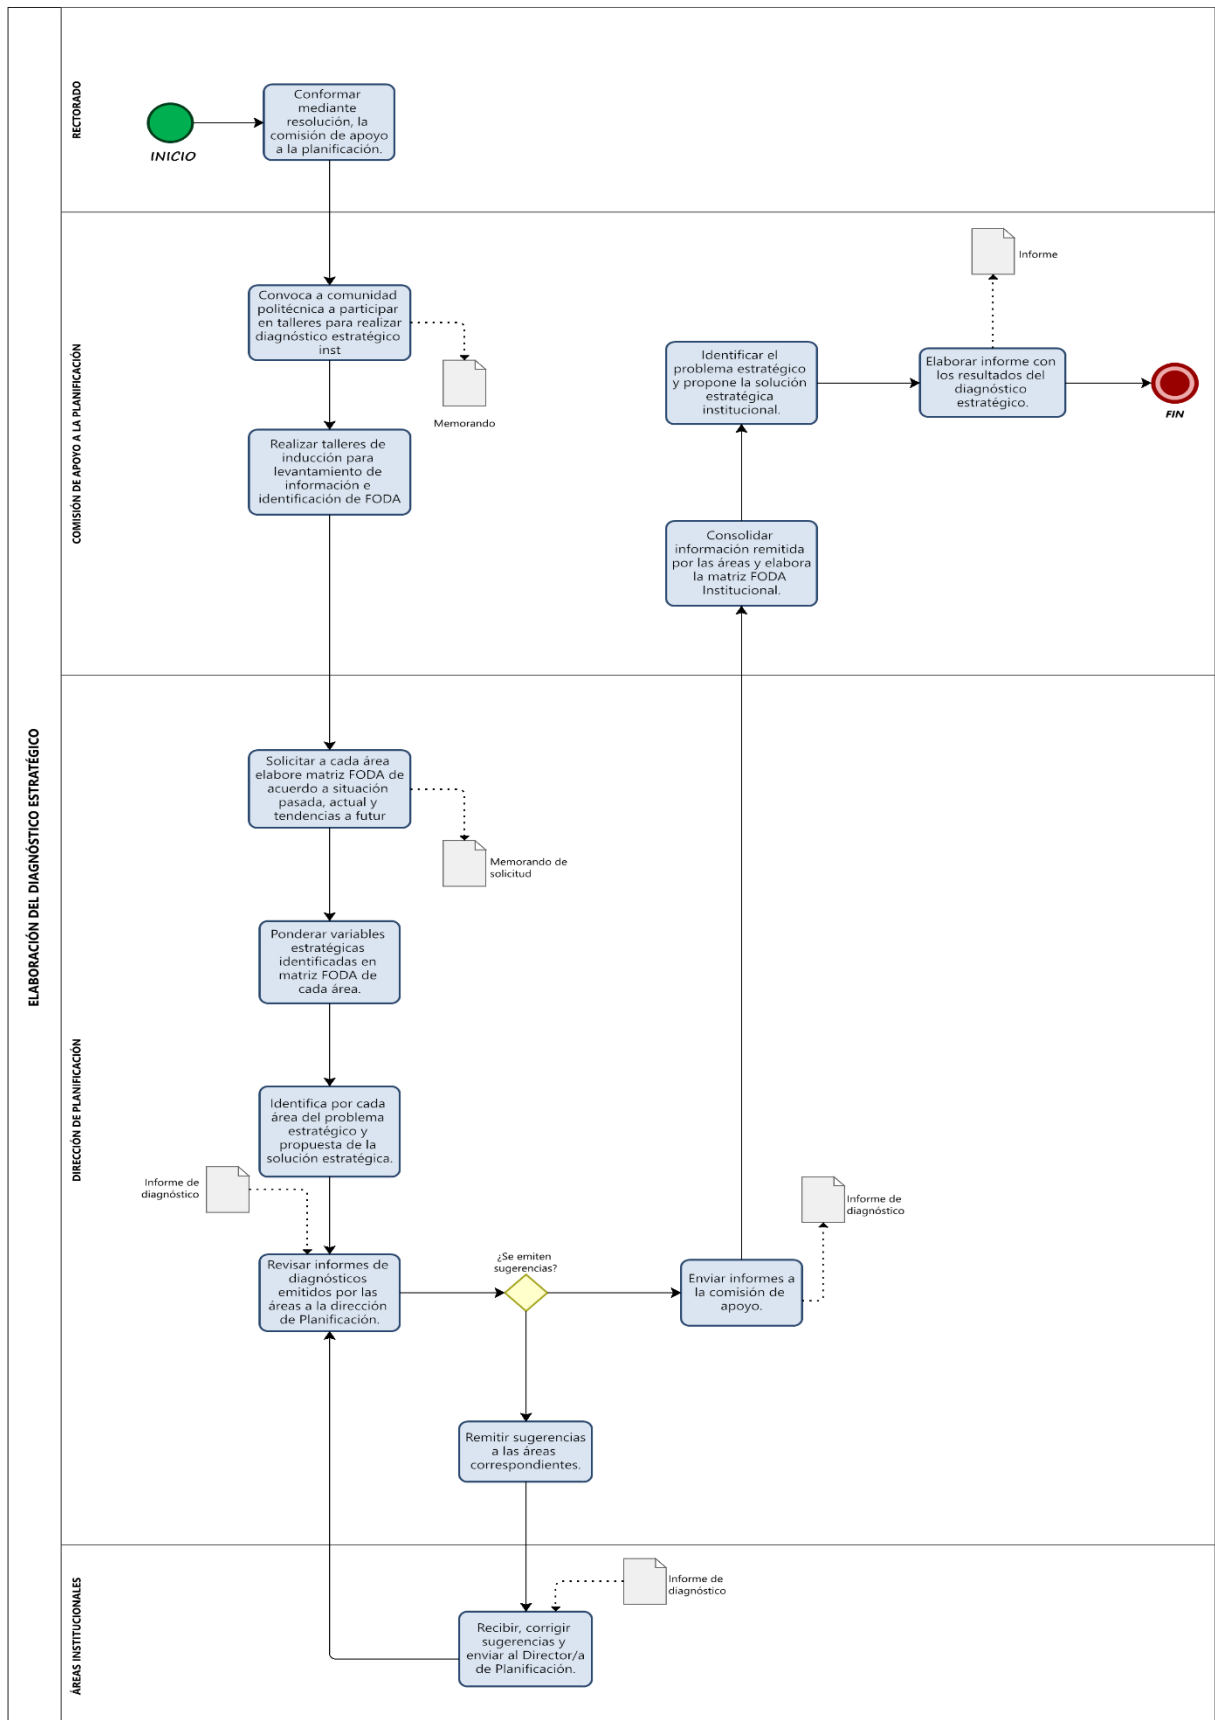 ELABORACIÓN DEL DIAGNÓSTICO ESTRATÉGICO
RECTORADO
INICIO
Conformar
mediante
resolución, la
comisión de apoyo
a la planificación.
COMISIÓN DE APOYO A LA PLANIFICACIÓN
Convoca a comunidad
politécnica a participar
en talleres para realizar
diagnóstico estratégico
inst
Memorando
Realizar talleres de
inducción para
levantamiento de
información e
identificación de FODA
Informe
Identificar el
problema estratégico
y propone la solución
estratégica
institucional.
Elaborar informe con
los resultados del
diagnóstico
estratégico.
FIN
Consolidar
información remitida
por las áreas y elabora
la matriz FODA
Institucional.
DIRECCIÓN DE PLANIFICACIÓN
Solicitar a cada área
elabore matriz FODA de
acuerdo a situación
pasada, actual y
tendencias a futur
Memorando de
solicitud
Ponderar variables
estratégicas
identificadas en
matriz FODA de
cada área.
Identifica por cada
área del problema
estratégico y
propuesta de la
solución estratégica.
Informe de
diagnóstico
Revisar informes de
diagnósticos
emitidos por las
áreas a la dirección
de Planificación.
¿Se emiten
sugerencias?
Enviar informes a
la comisión de
apoyo.
Informe de
diagnóstico
Remitir sugerencias
a las áreas
correspondientes.
ÁREAS INSTITUCIONALES
Informe de
diagnóstico
Recibir, corrigir
sugerencias y
enviar al Director/a
de Planificación.